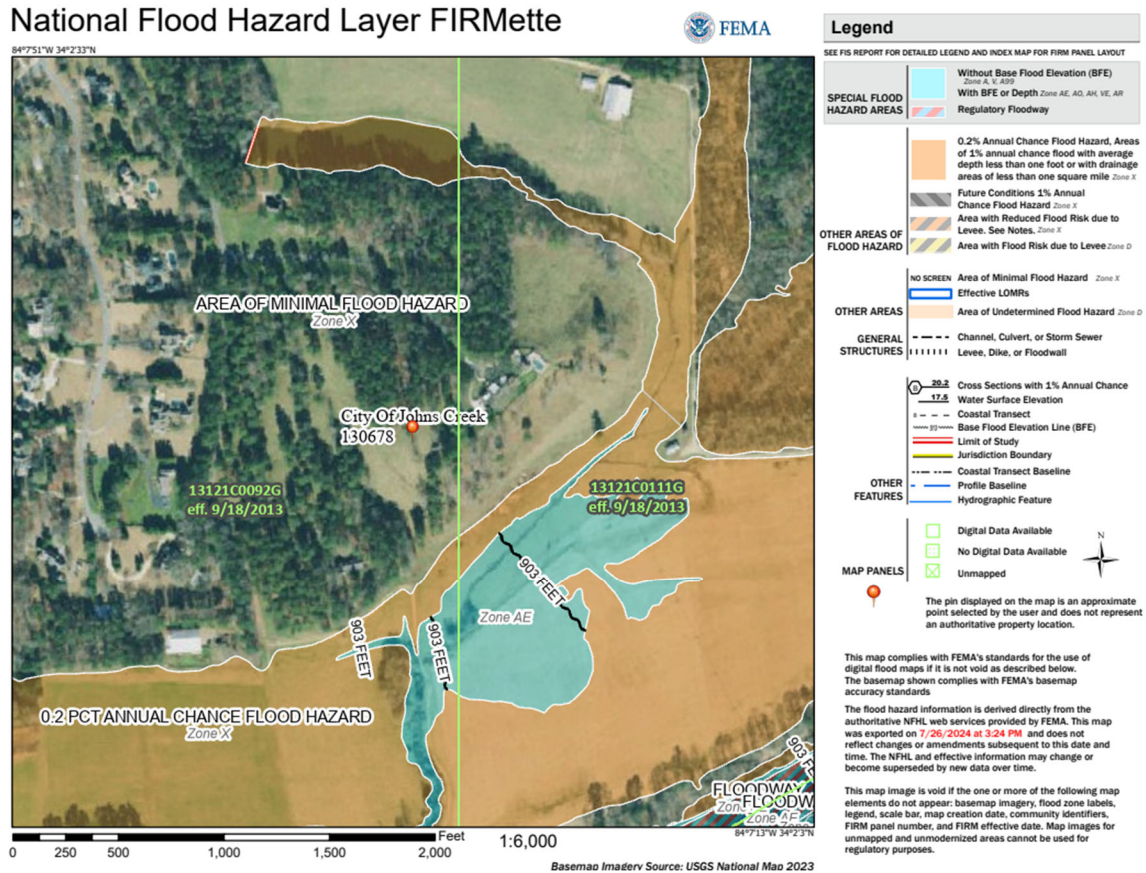 National Flood Hazard Layer FIRMette
FEMA
Legend
84°7'51"W 34°2'33"N
SEE FIS REPORT FOR DETAILED LEGEND AND INDEX MAP FOR FIRM PANEL LAYOUT
SPECIAL FLOOD
HAZARD AREAS
Without Base Flood Elevation (BFE)
Zone A, V, A99
With BFE or Depth Zone AE, AO, AH, VE, AR
Regulatory Floodway
OTHER AREAS OF
FLOOD HAZARD
0.2% Annual Chance Flood Hazard, Areas
of 1% annual chance flood with average
depth less than one foot or with drainage
areas of less than one square mile Zone X
Future Conditions 1% Annual
Chance Flood Hazard Zone X
Area with Reduced Flood Risk due to
Levee. See Notes. Zone X
Area with Flood Risk due to Levee Zone D
OTHER AREAS
NO SCREEN Area of Minimal Flood Hazard Zone X
Effective LOMRs
Area of Undetermined Flood Hazard Zone D
GENERAL
STRUCTURES
Channel, Culvert, or Storm Sewer
Levee, Dike, or Floodwall
OTHER
FEATURES
B 20.2 Cross Sections with 1% Annual Chance
17.5 Water Surface Elevation
8 Coastal Transect
513 Base Flood Elevation Line (BFE)
Limit of Study
Jurisdiction Boundary
Coastal Transect Baseline
Profile Baseline
Hydrographic Feature
MAP PANELS
Digital Data Available
No Digital Data Available
Unmapped
N
The pin displayed on the map is an approximate
point selected by the user and does not represent
an authoritative property location.
This map complies with FEMA's standards for the use of
digital flood maps if it is not void as described below.
The basemap shown complies with FEMA's basemap
accuracy standards
The flood hazard information is derived directly from the
authoritative NFHL web services provided by FEMA. This map
was exported on 7/26/2024 at 3:24 PM and does not
reflect changes or amendments subsequent to this date and
time. The NFHL and effective information may change or
become superseded by new data over time.
This map image is void if the one or more of the following map
elements do not appear: basemap imagery, flood zone labels,
legend, scale bar, map creation date, community identifiers,
FIRM panel number, and FIRM effective date. Map images for
unmapped and unmodernized areas cannot be used for
regulatory purposes.
AREA OF MINIMAL FLOOD HAZARD
Zone X
City Of Johns Creek
130678
13121C0092G
eff. 9/18/2013
13121C0111G
eff. 9/18/2013
903 FEET
Zone AE
903 FEET
903 FEET
0.2 PCT ANNUAL CHANCE FLOOD HAZARD
Zone X
903 FE
FLOODWAY
FLOODW
Zone AE
84°7'13"W 34°2'3"N
Feet
1:6,000
0 250 500 1,000 1,500 2,000
Basemap Imagery Source: USGS National Map 2023